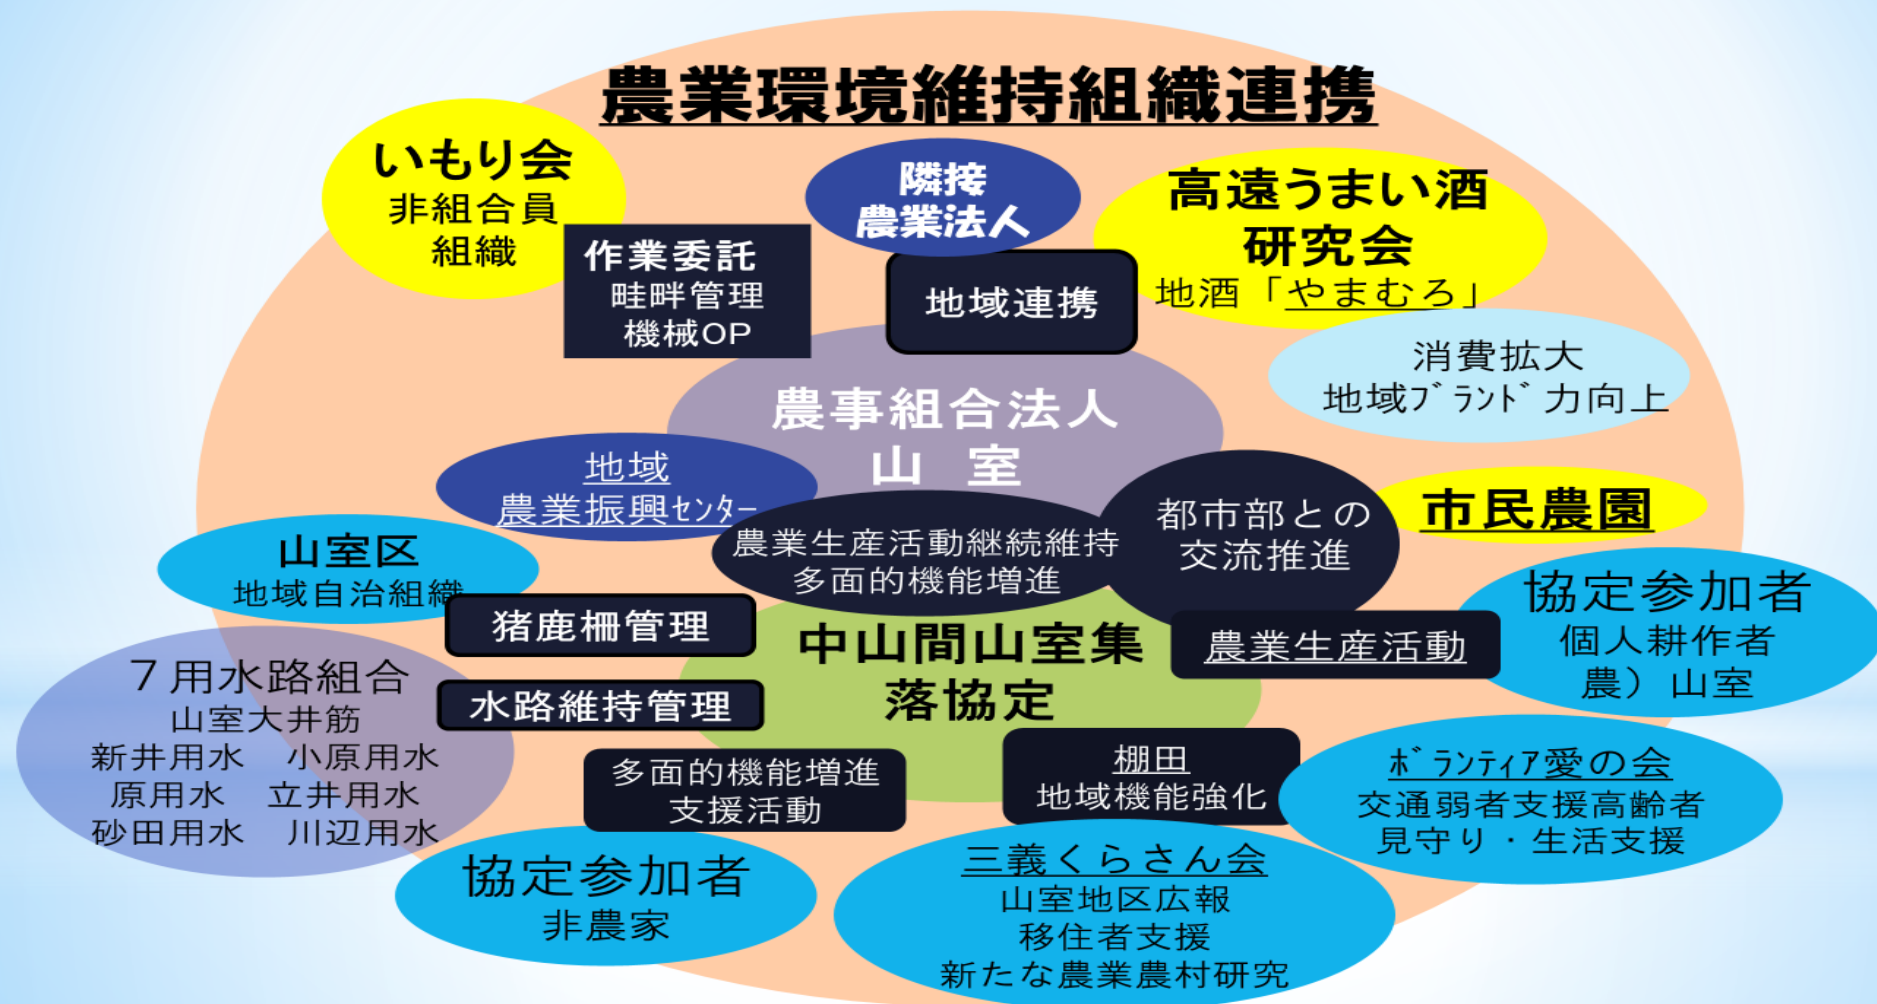 農業環境維持組織連携
いもり会
非組合員
組織
作業委託
畦畔管理
機械OP
隣接
農業法人
地域連携
高遠うまい酒
研究会
地酒「やまむろ」
消費拡大
地域ﾌﾞﾗﾝﾄﾞ力向上
農事組合法人
山 室
地域
農業振興ｾﾝﾀｰ
農業生産活動継続維持
多面的機能増進
都市部との
交流推進
市民農園
山室区
地域自治組織
猪鹿柵管理
中山間山室集
落協定
農業生産活動
協定参加者
個人耕作者
農）山室
７用水路組合
山室大井筋
新井用水 小原用水
原用水 立井用水
砂田用水 川辺用水
水路維持管理
多面的機能増進
支援活動
棚田
地域機能強化
ﾎﾞﾗﾝﾃｨｱ愛の会
交通弱者支援高齢者
見守り・生活支援
協定参加者
非農家
三義くらさん会
山室地区広報
移住者支援
新たな農業農村研究